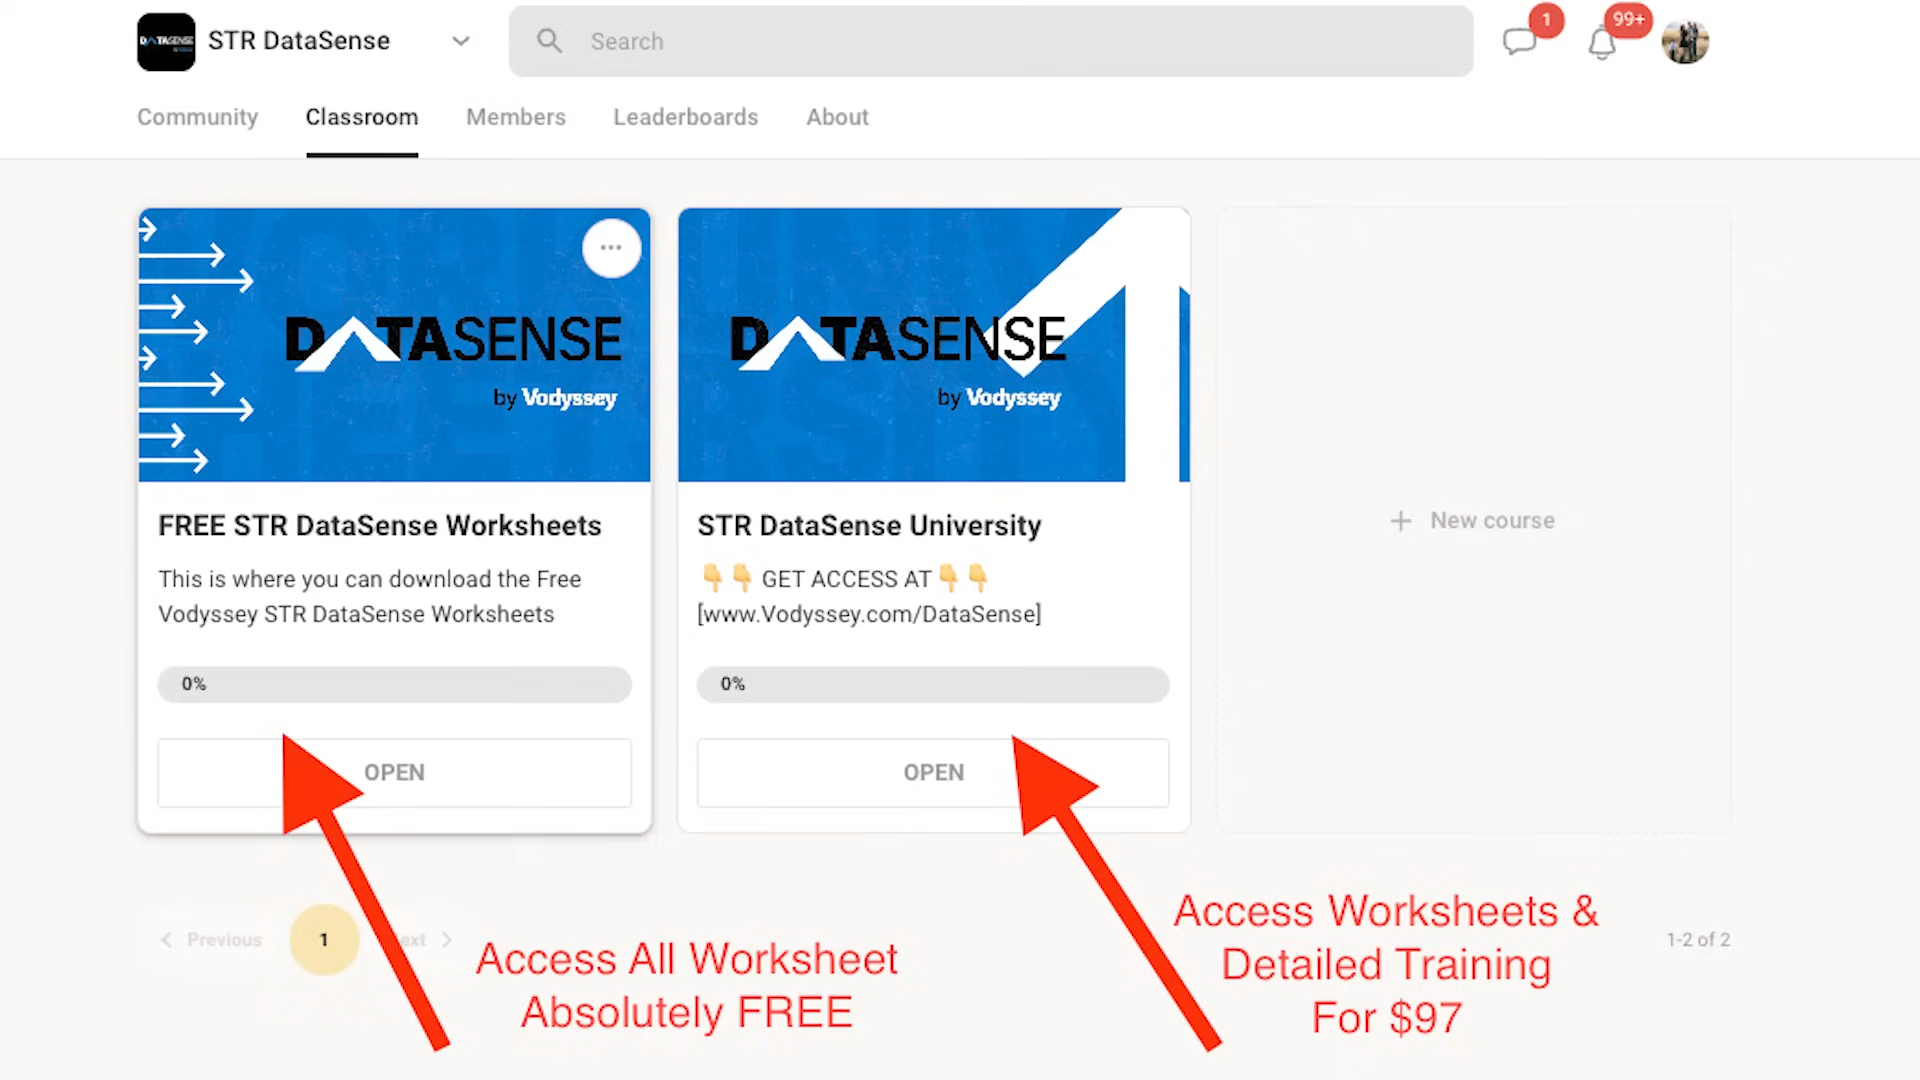 DATASENSE
STR DataSense
Search
1
99+
Community
Classroom
Members
Leaderboards
About
DATASENSE
by Vodyssey
FREE STR DataSense Worksheets
This is where you can download the Free
Vodyssey STR DataSense Worksheets
0%
OPEN
DATASENSE
by Vodyssey
STR DataSense University
👇👇 GET ACCESS AT👇👇
[www.Vodyssey.com/DataSense]
0%
OPEN
+ New course
Previous
1
1-2 of 2
Access All Worksheet
Absolutely FREE
Access Worksheets &
Detailed Training
For $97